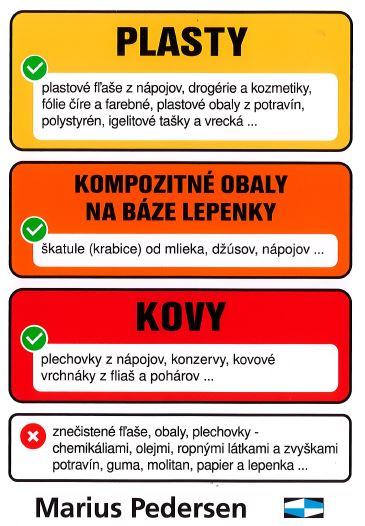 PLASTY
plastové fľaše z nápojov, drogérie a kozmetiky,
fólie číre a farebné, plastové obaly z potravín,
polystyrén, igelitové tašky a vrecká ...
KOMPOZITNÉ OBALY
NA BÁZE LEPENKY
škatule (krabice) od mlieka, džúsov, nápojov ...
KOVY
plechovky z nápojov, konzervy, kovové
vrchnáky z fliaš a pohárov ...
znečistené fľaše, obaly, plechovky -
chemikáliami, olejmi, ropnými látkami a zvyškami
potravín, guma, molitan, papier a lepenka ...
Marius Pedersen